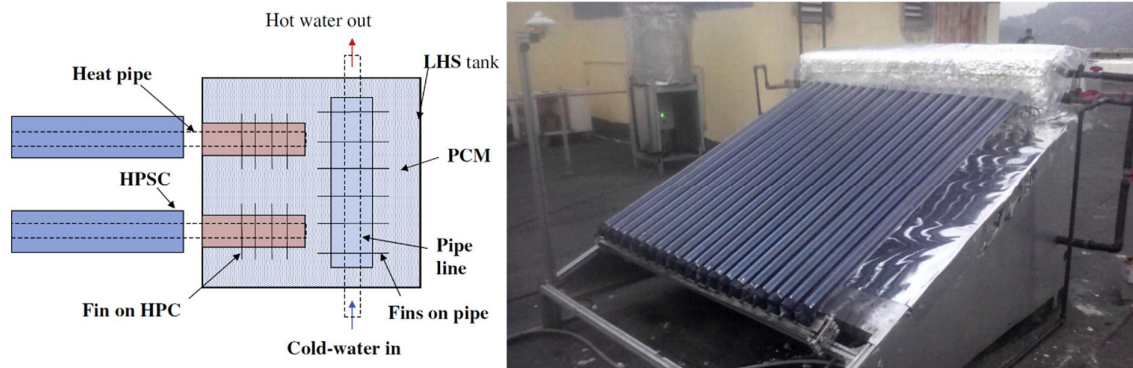 Hot water out
LHS tank
Heat pipe
PCM
HPSC
Pipe
line
Fin on HPC
Fins on pipe
Cold-water in